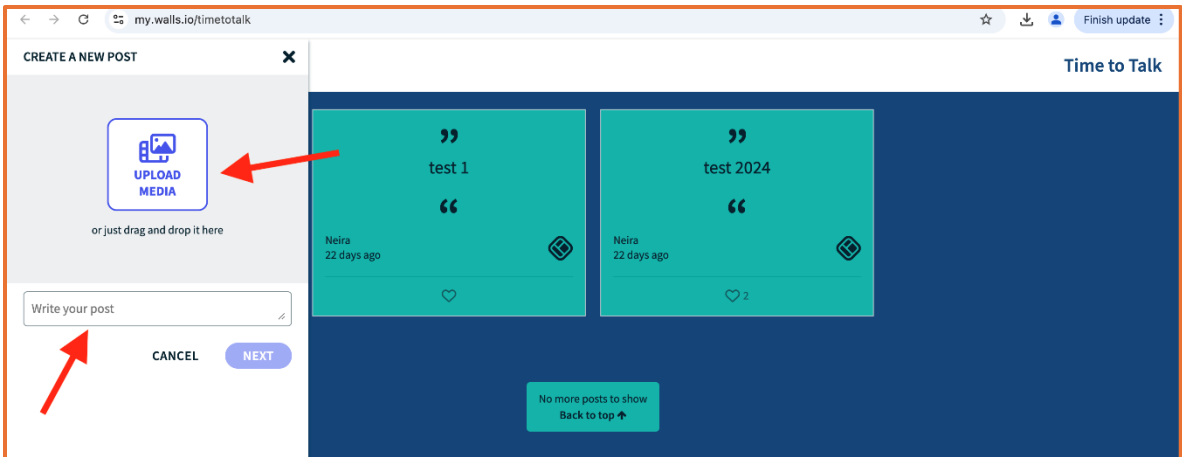 my.walls.io/timetotalk
Finish update
CREATE A NEW POST
Time to Talk
UPLOAD
MEDIA
or just drag and drop it here
Write your post
CANCEL
NEXT
”
test 1
“
Neira
22 days ago
”
test 2024
“
Neira
22 days ago
2
No more posts to show
Back to top